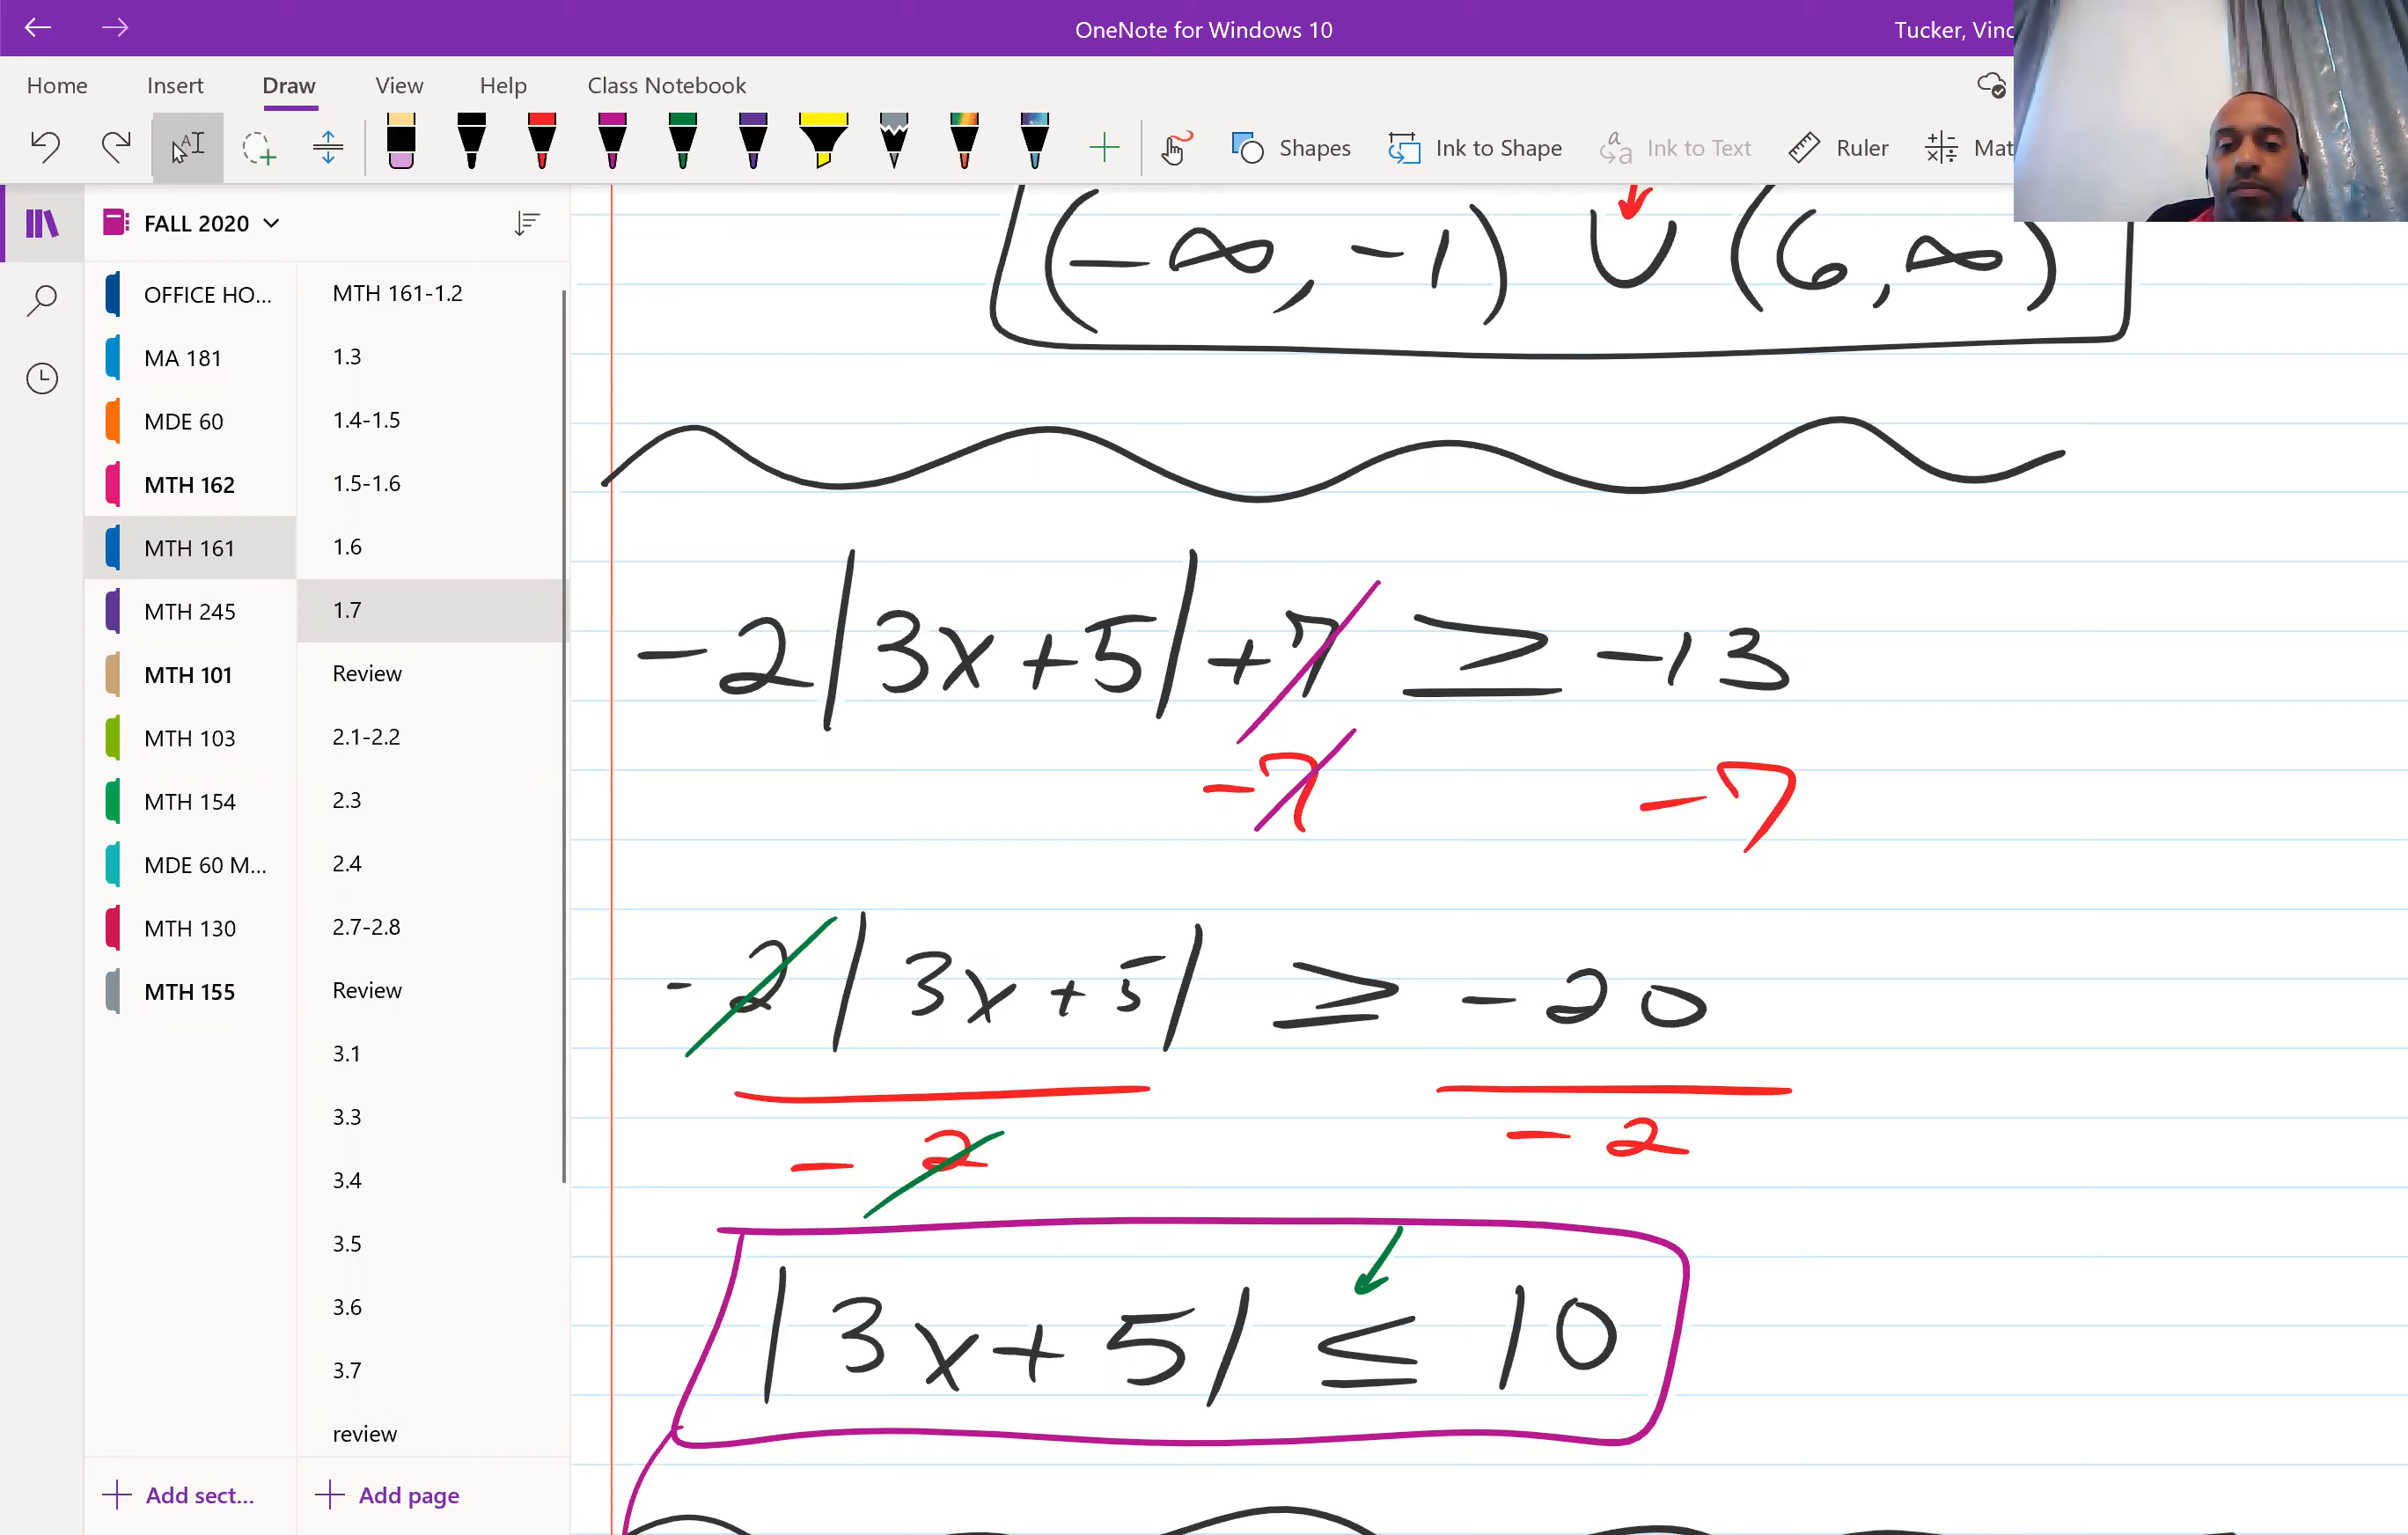 OneNote for Windows 10
Tucker, Vinc
Home Insert Draw View Help Class Notebook
Shapes Ink to Shape Ink to Text Ruler Mat
FALL 2020
OFFICE HO...
MA 181
MDE 60
MTH 162
MTH 161
MTH 245
MTH 101
MTH 103
MTH 154
MDE 60 M...
MTH 130
MTH 155
Add sect...
MTH 161-1.2
1.3
1.4-1.5
1.5-1.6
1.6
1.7
Review
2.1-2.2
2.3
2.4
2.7-2.8
Review
3.1
3.3
3.4
3.5
3.6
3.7
review
Add page
(-∞, -1) ∪ (6, ∞)
-2|3x+5|+7 ≥ -13
-7 -7
-2|3x+5| ≥ -20
-2 -2
|3x+5| ≤ 10